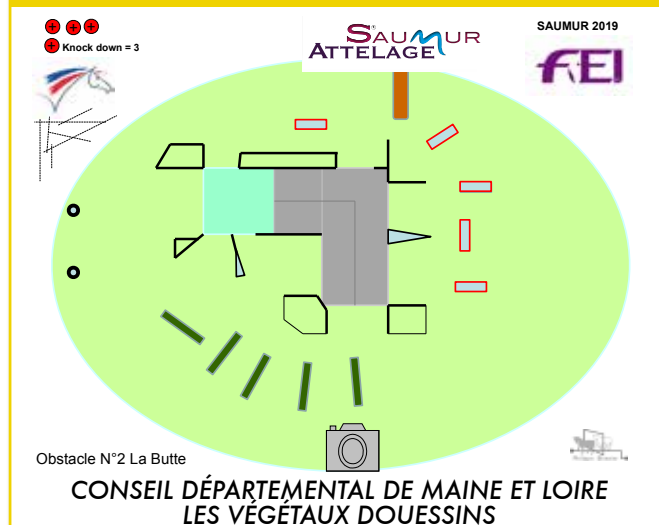 Knock down = 3
SAUMUR ATTELAGE
SAUMUR 2019
FEI
Obstacle N°2 La Butte
CONSEIL DÉPARTEMENTAL DE MAINE ET LOIRE
LES VÉGÉTAUX DOUESSINS